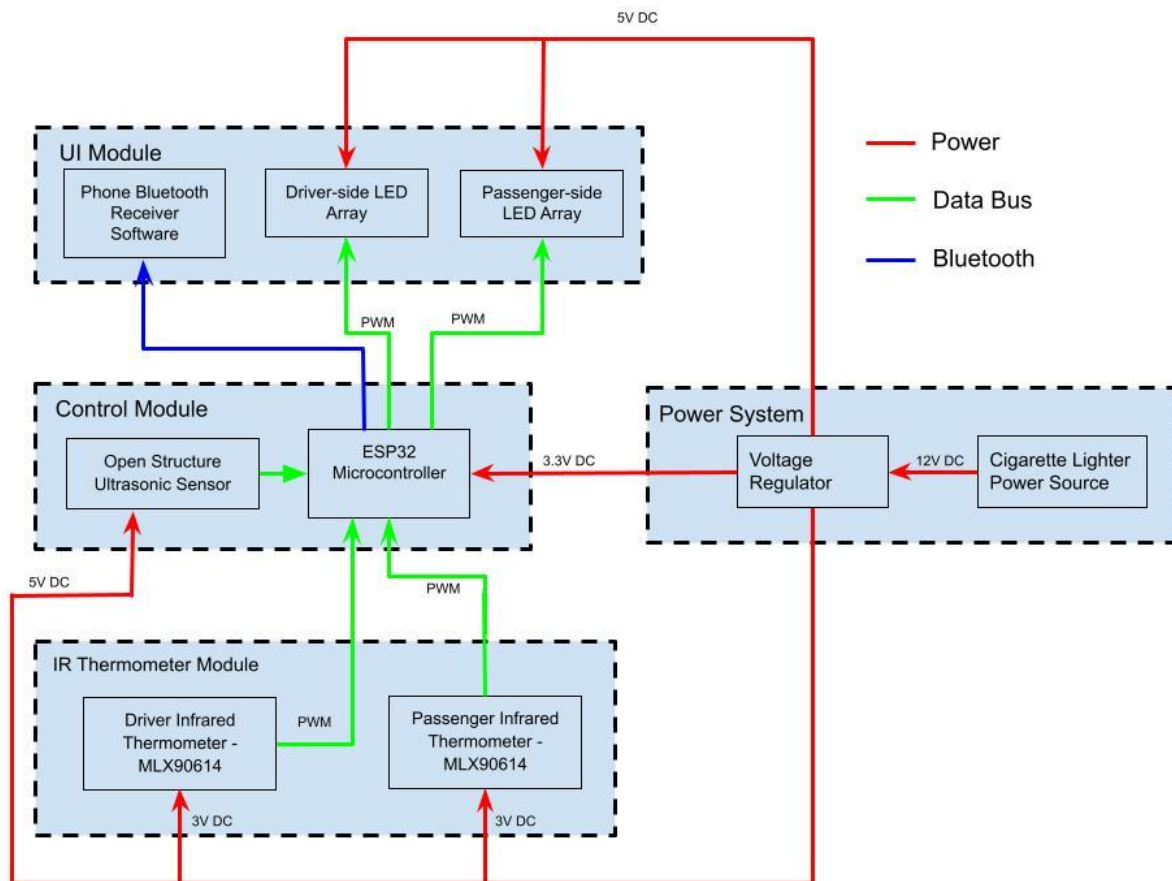 5V DC
UI Module
Phone Bluetooth
Receiver
Software
Driver-side LED
Array
Passenger-side
LED Array
Power
Data Bus
Bluetooth
PWM
PWM
Control Module
Open Structure
Ultrasonic Sensor
ESP32
Microcontroller
3.3V DC
Power System
Voltage
Regulator
12V DC
Cigarette Lighter
Power Source
5V DC
PWM
IR Thermometer Module
Driver Infrared
Thermometer -
MLX90614
PWM
Passenger Infrared
Thermometer -
MLX90614
3V DC
3V DC